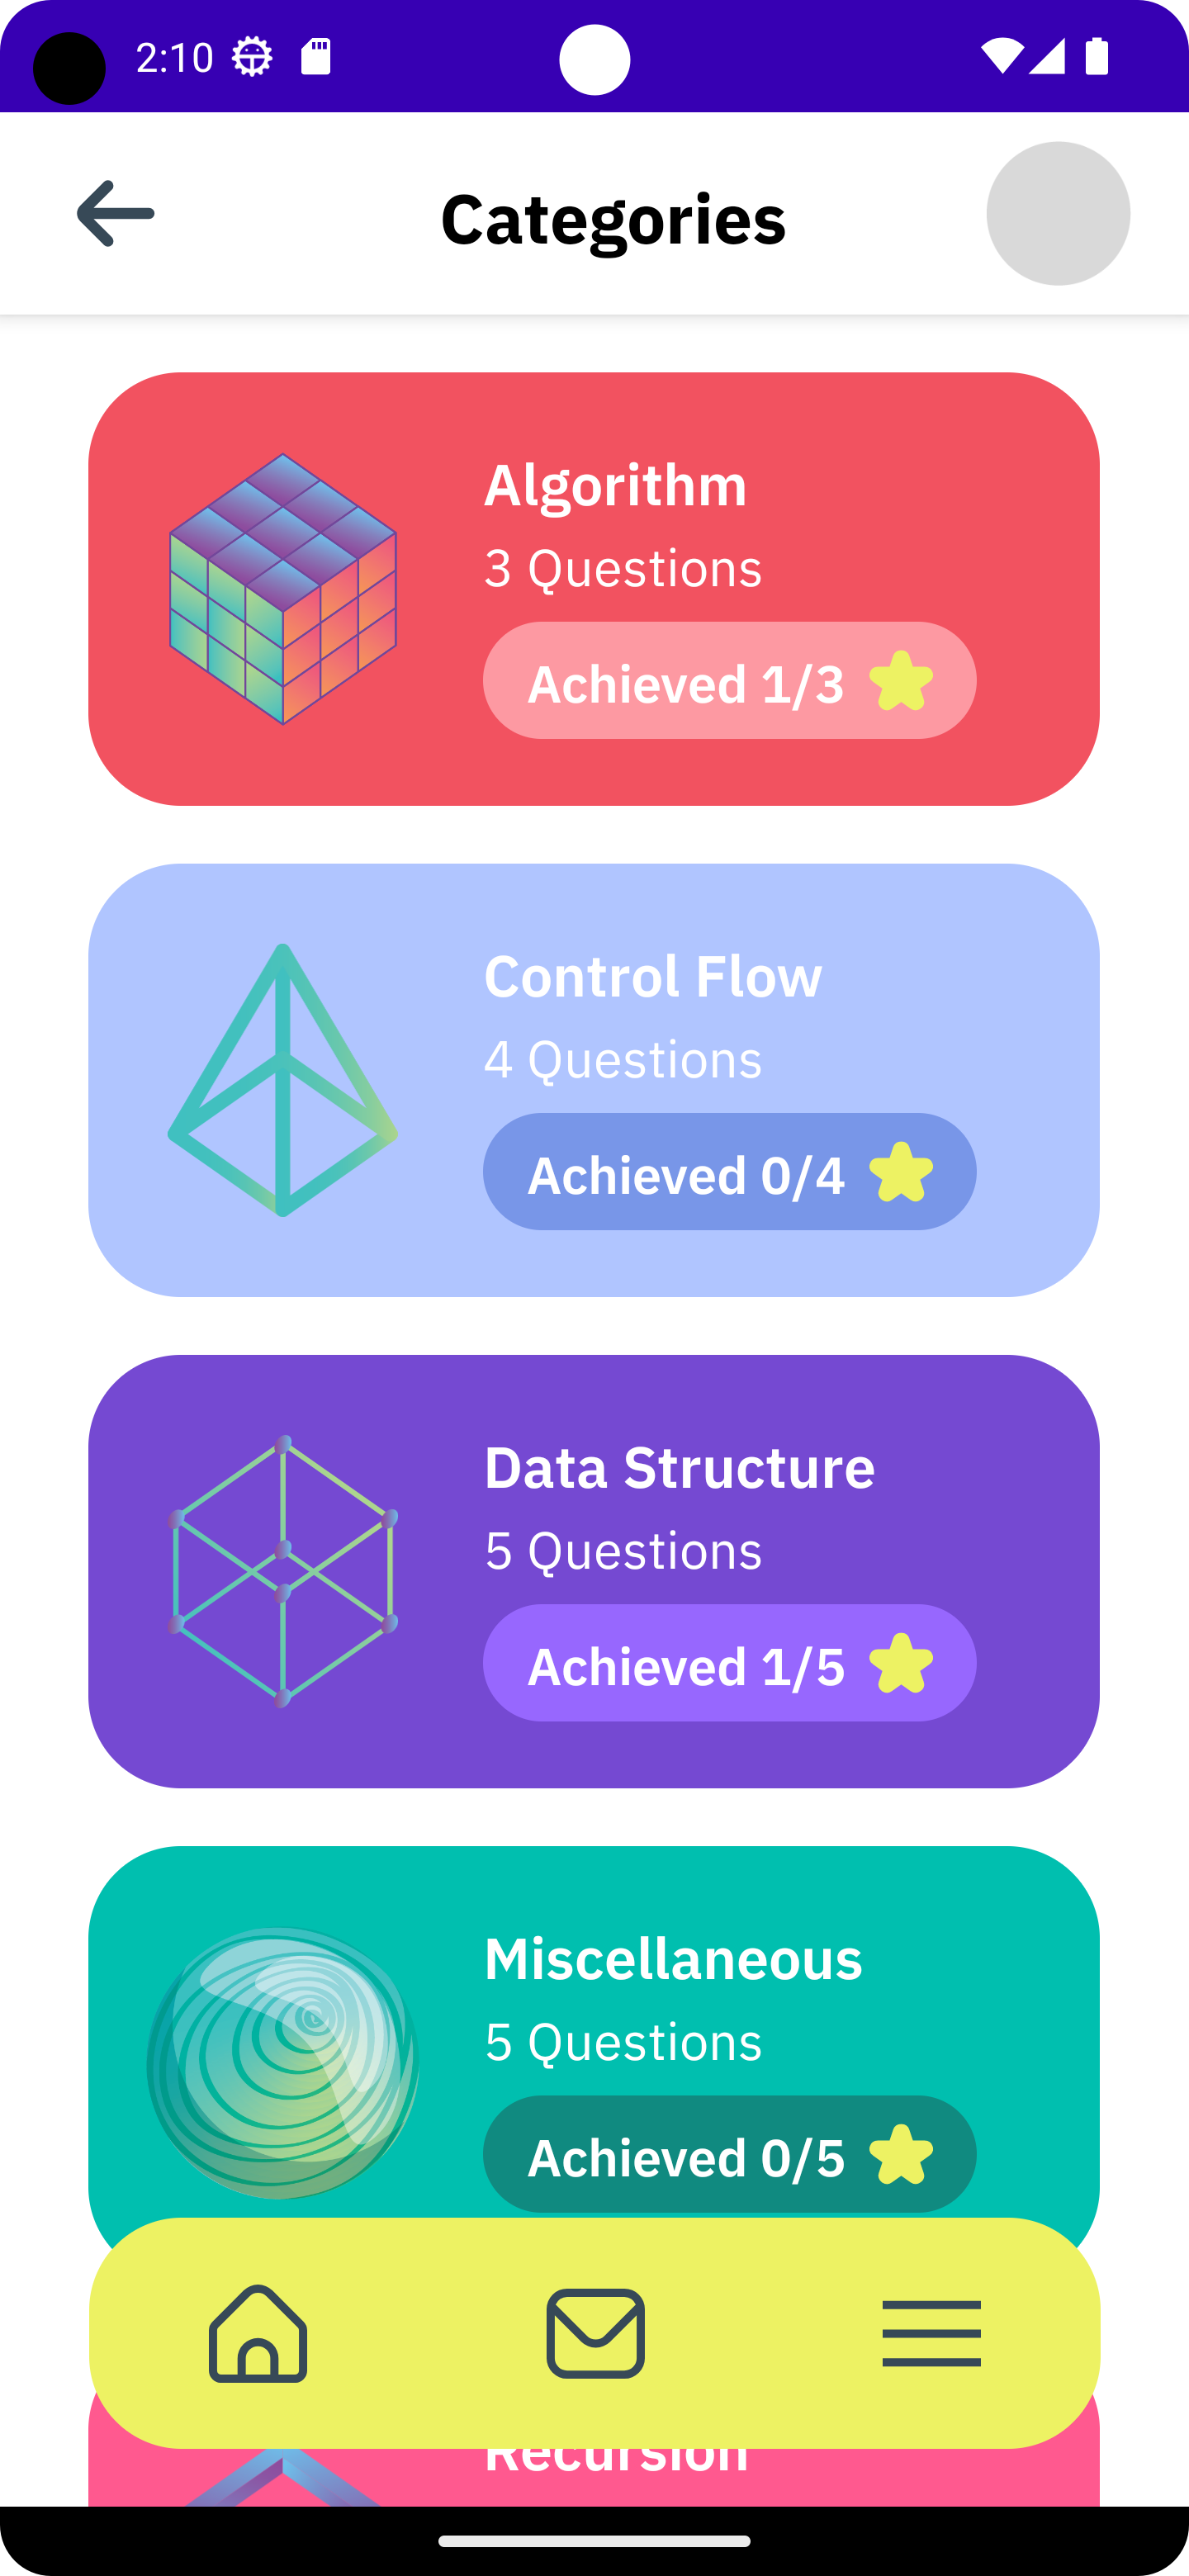 2:10
Categories
Algorithm
3 Questions
Achieved 1/3
Control Flow
4 Questions
Achieved 0/4
Data Structure
5 Questions
Achieved 1/5
Miscellaneous
5 Questions
Achieved 0/5
Recursion